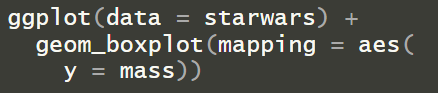 ggplot(data = starwars) +
  geom_boxplot(mapping = aes(
    y = mass))